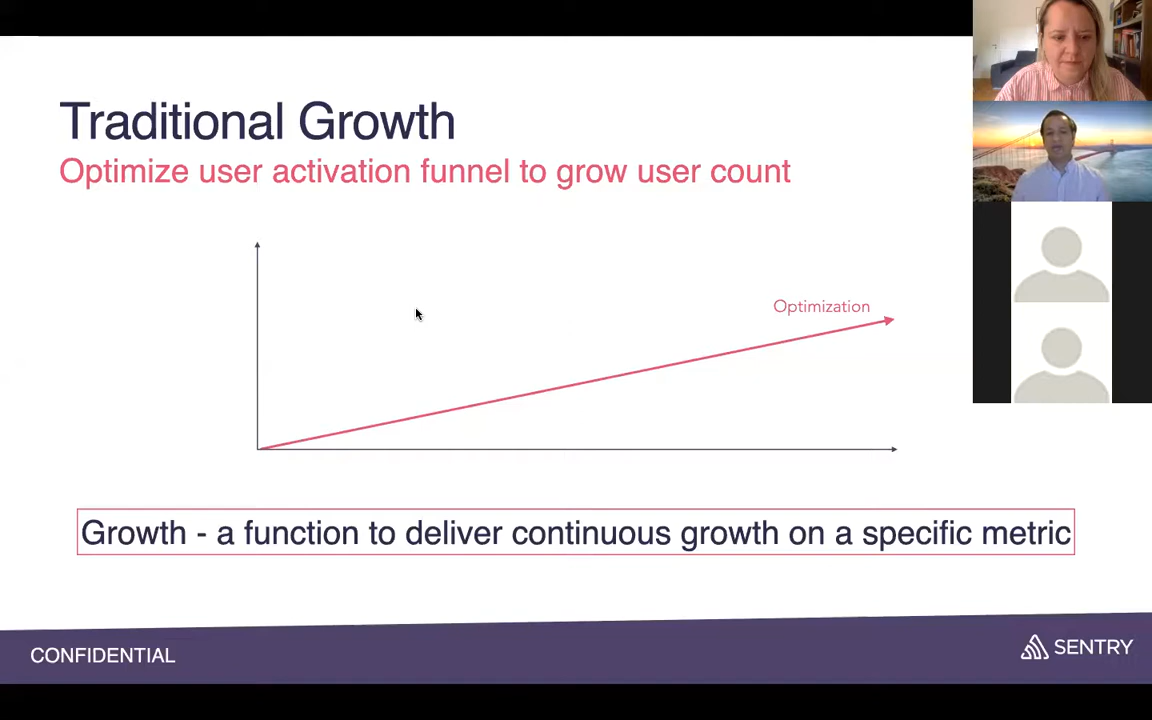 Traditional Growth
Optimize user activation funnel to grow user count
Optimization
Growth - a function to deliver continuous growth on a specific metric
CONFIDENTIAL
SENTRY